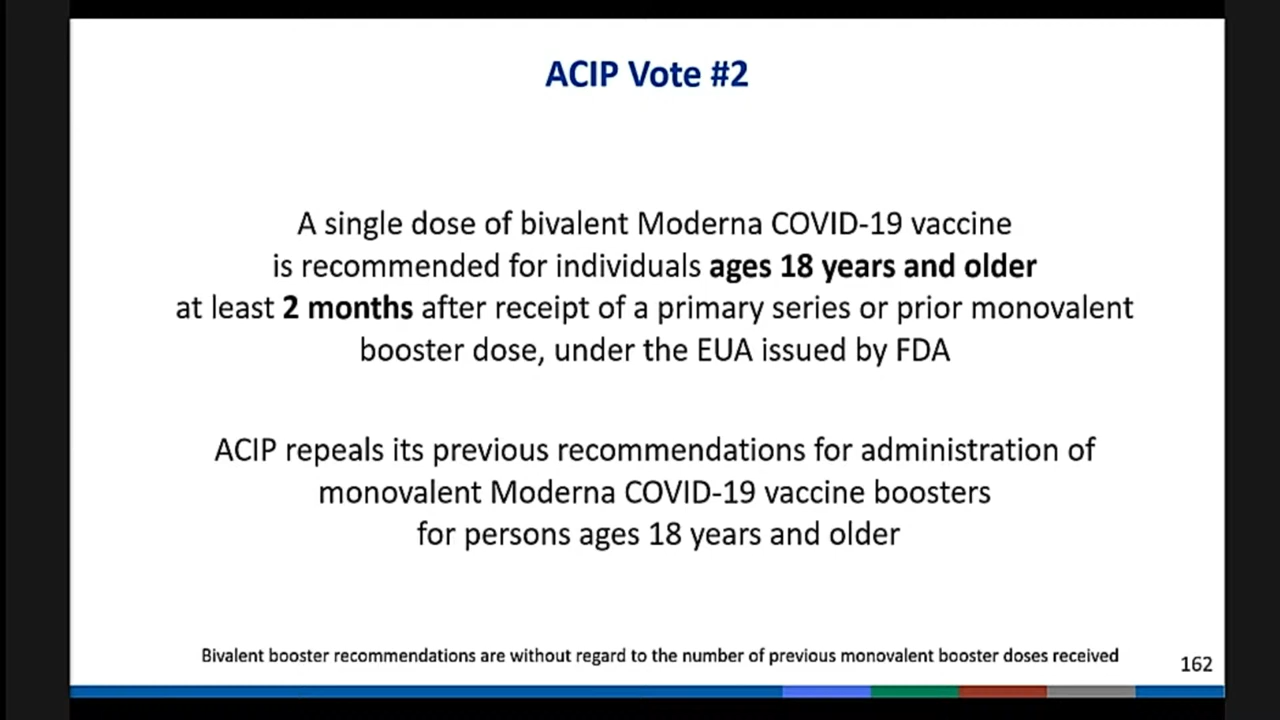 ACIP Vote #2
A single dose of bivalent Moderna COVID-19 vaccine
is recommended for individuals ages 18 years and older
at least 2 months after receipt of a primary series or prior monovalent
booster dose, under the EUA issued by FDA
ACIP repeals its previous recommendations for administration of
monovalent Moderna COVID-19 vaccine boosters
for persons ages 18 years and older
Bivalent booster recommendations are without regard to the number of previous monovalent booster doses received
162